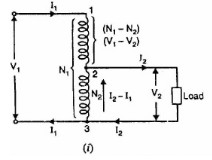 I₁ 1
(N₁ – N₂)
(V₁ – V₂)
I₂
V₁ N₁ 2
N₂ I₂–I₁ V₂ Load
I₁ 3 I₂
(i)